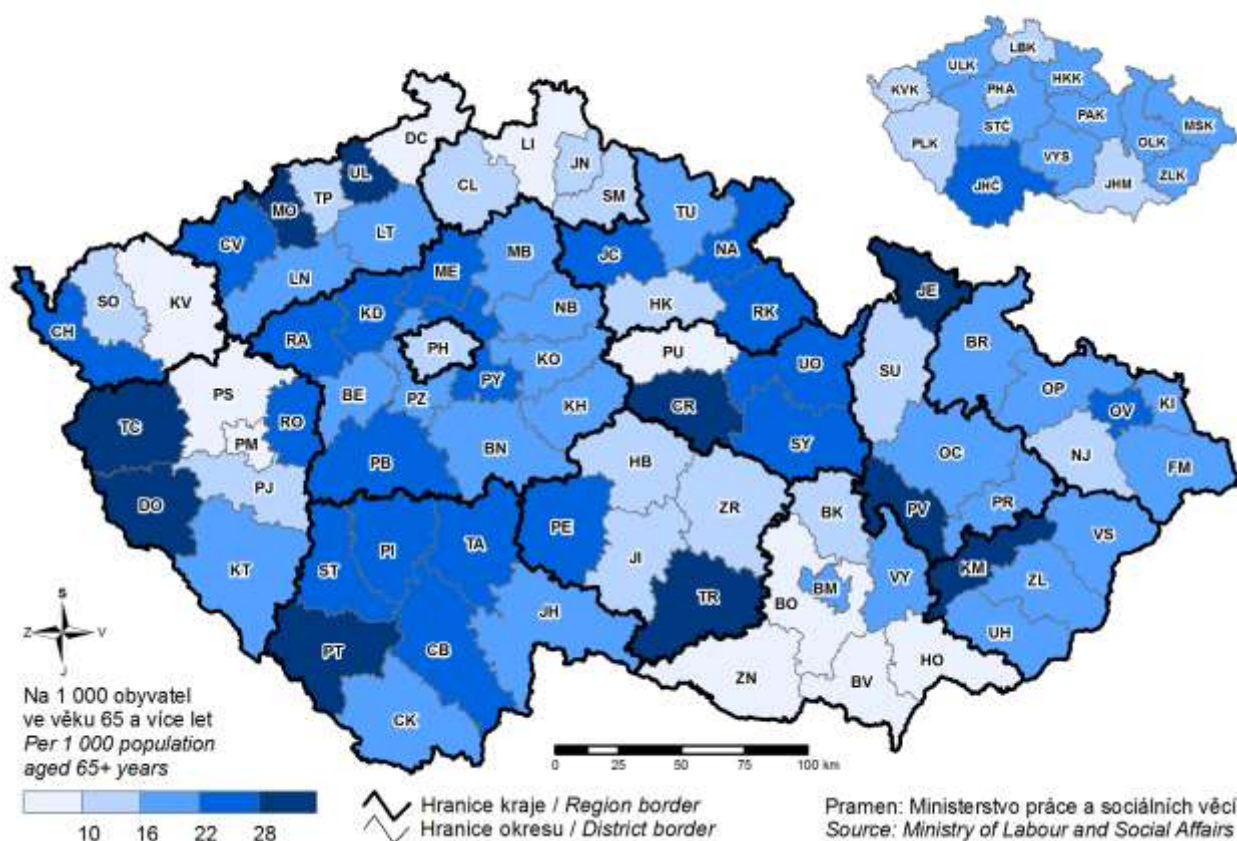 LBK
ULK
HKK
KVK
PHA
PAK
MSK
STČ
OLK
PLK
VYS
ZLK
JHČ
JHM
DC
LI
UL
JN
CL
TP
SM
MO
TU
LT
CV
MB
NA
JC
ME
LN
JE
SO
KV
HK
NB
KD
RK
CH
RA
BR
PH
PU
KO
UO
SU
OP
PS
PY
KI
BE
PZ
OV
CR
KH
RO
TC
PM
SY
BN
OC
NJ
FM
PB
HB
PJ
DO
PR
PV
ZR
BK
VS
PE
TA
PI
JI
ST
KT
KM
VY
ZL
TR
BM
BO
JH
UH
CB
PT
HO
ZN
BV
CK
S
Z V
J
Na 1 000 obyvatel
ve věku 65 a více let
Per 1 000 population
aged 65+ years
10 16 22 28
0 25 50 75 100 km
Hranice kraje / Region border
Hranice okresu / District border
Pramen: Ministerstvo práce a sociálních věcí
Source: Ministry of Labour and Social Affairs